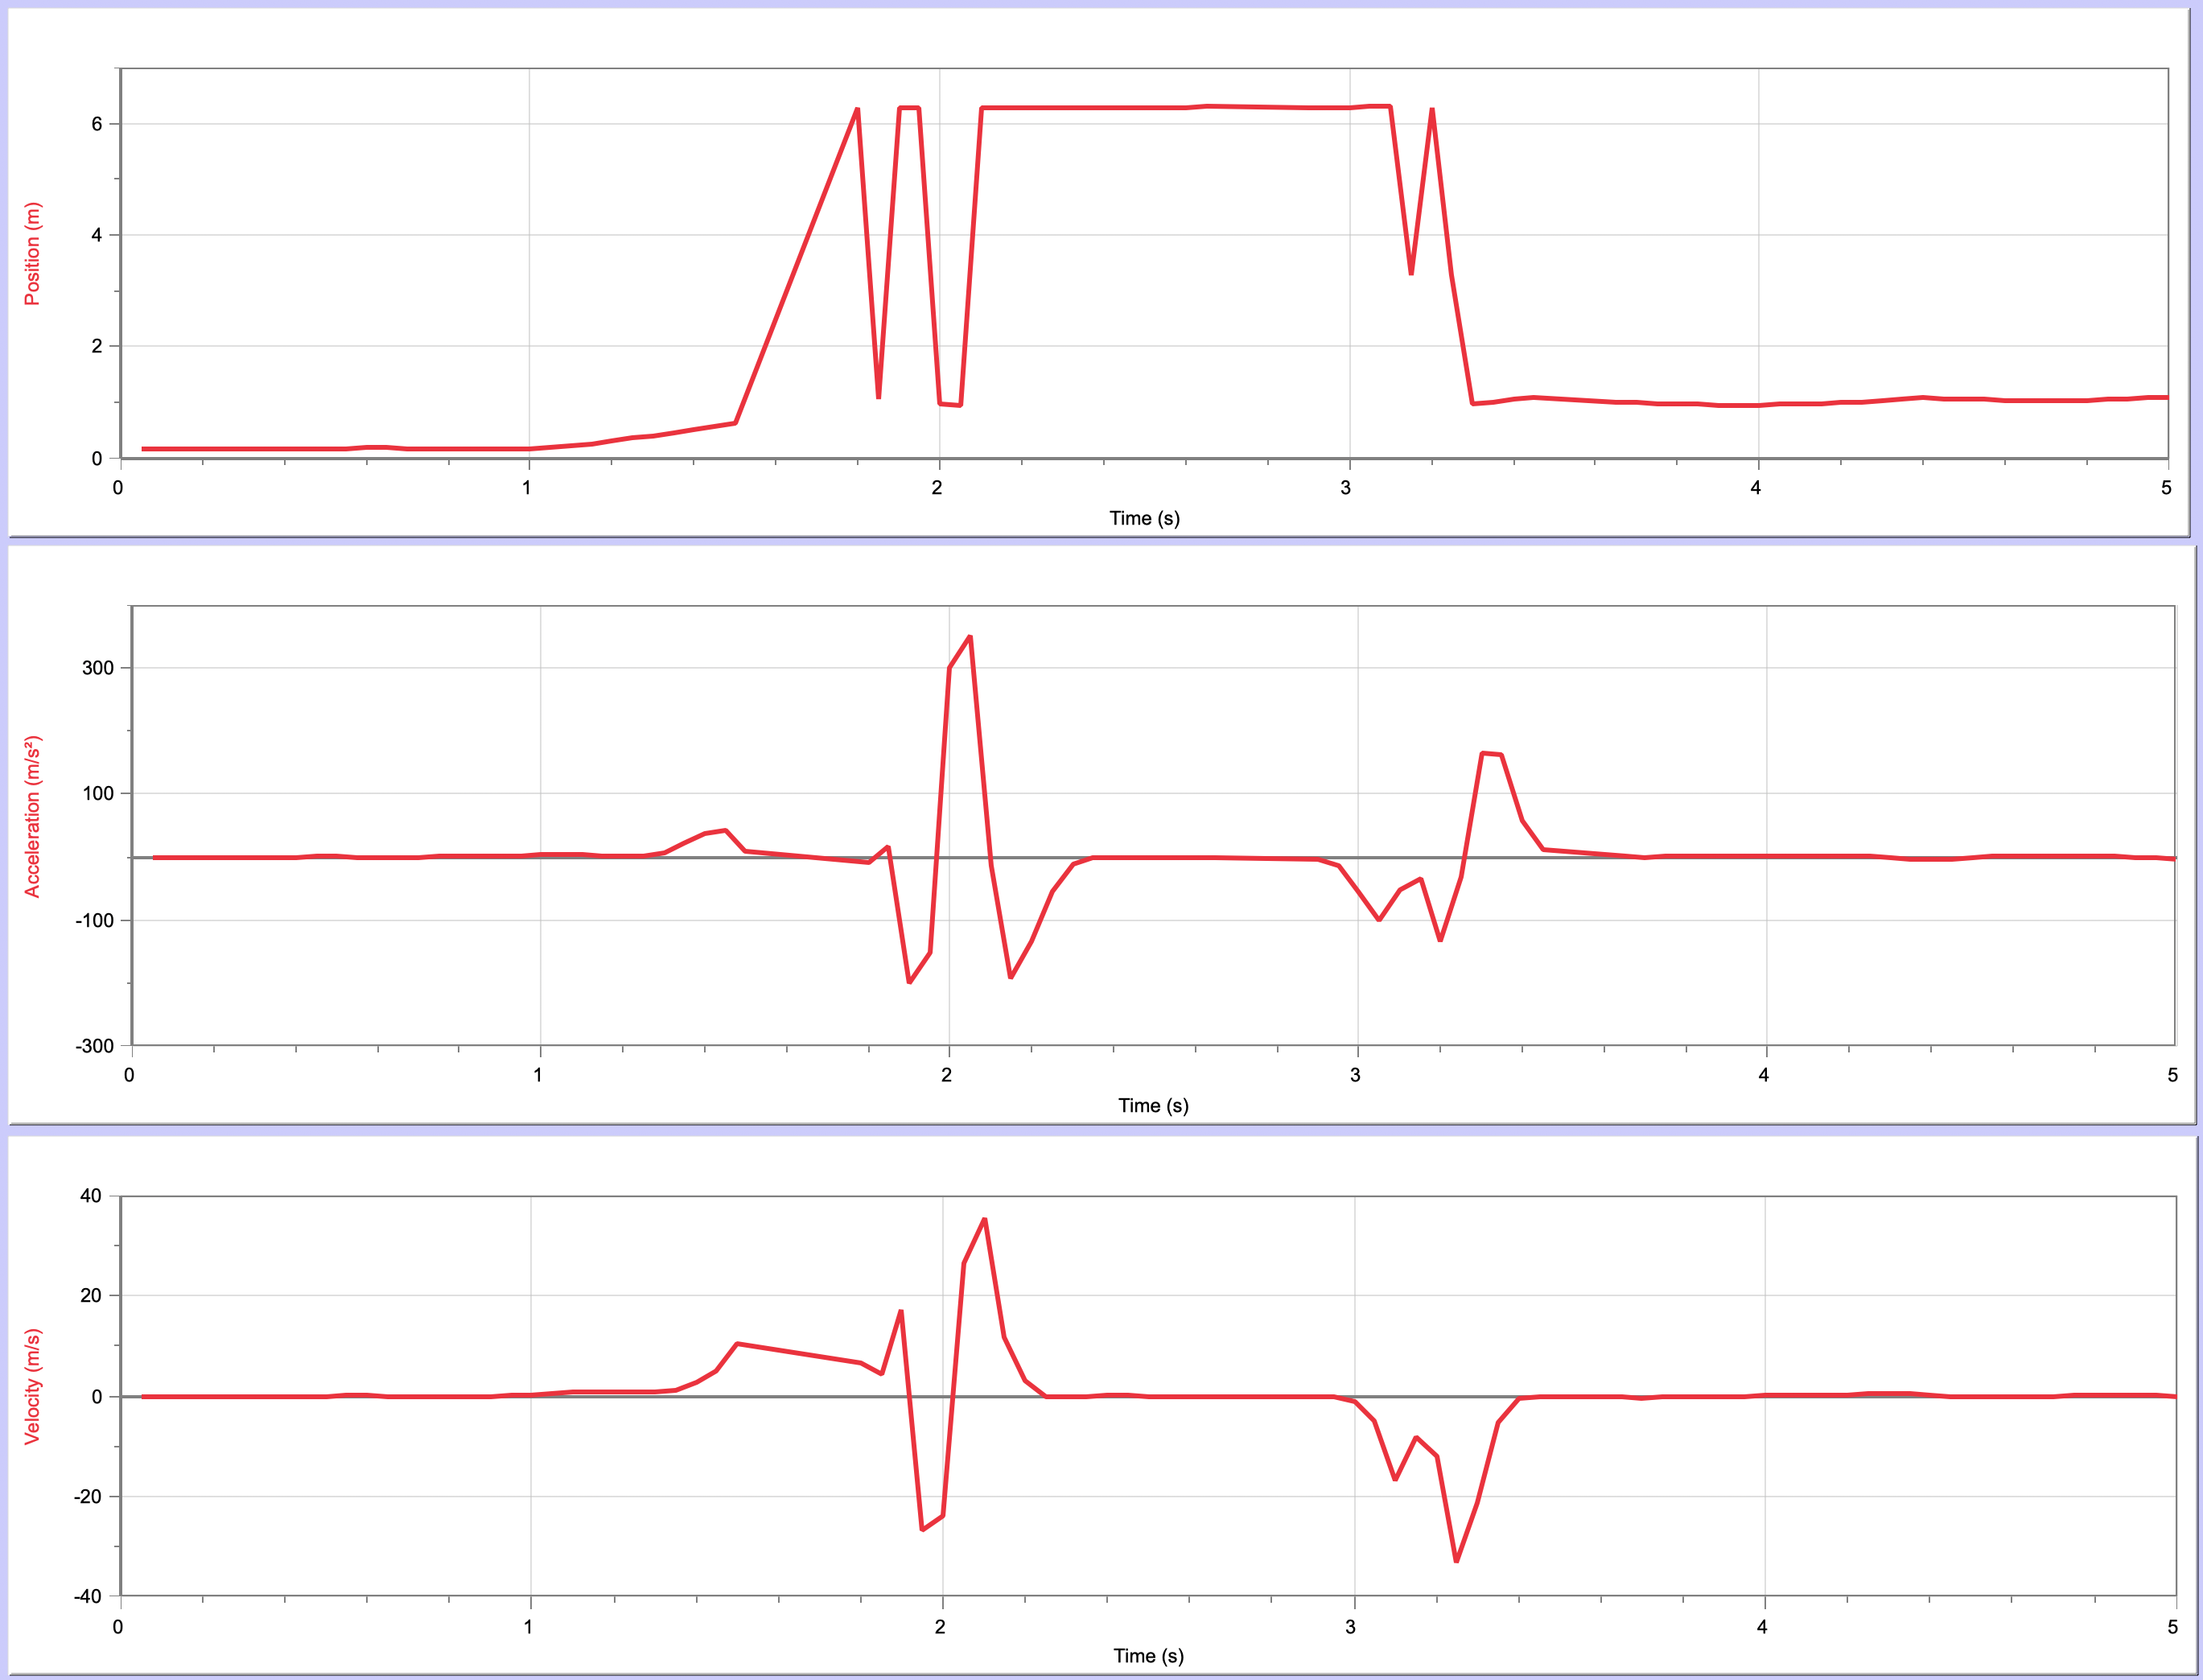 6
4
2
0
Position (m)
0 1 2 3 4 5
Time (s)
300
100
-100
-300
Acceleration (m/s²)
0 1 2 3 4 5
Time (s)
40
20
0
-20
-40
Velocity (m/s)
0 1 2 3 4 5
Time (s)